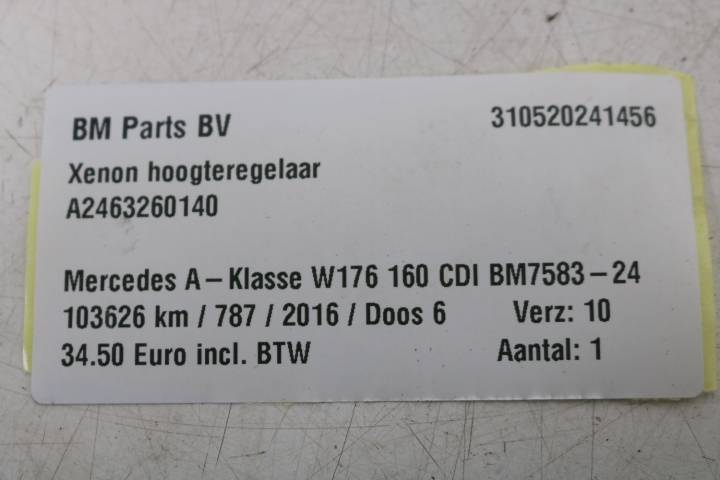 BM Parts BV 310520241456
Xenon hoogteregelaar
A2463260140
Mercedes A - Klasse W176 160 CDI BM7583 - 24
103626 km / 787 / 2016 / Doos 6 Verz: 10
34.50 Euro incl. BTW Aantal: 1